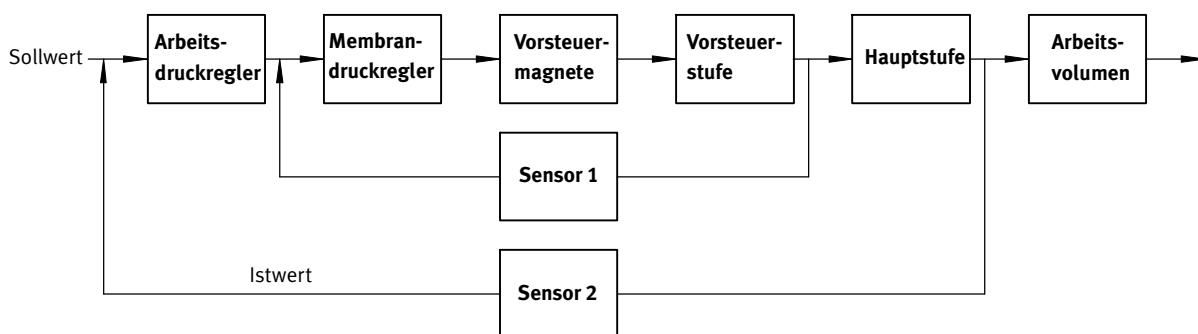 Sollwert
Arbeits-
druckregler
Membran-
druckregler
Vorsteuer-
magnete
Vorsteuer-
stufe
Hauptstufe
Arbeits-
volumen
Sensor 1
Istwert
Sensor 2